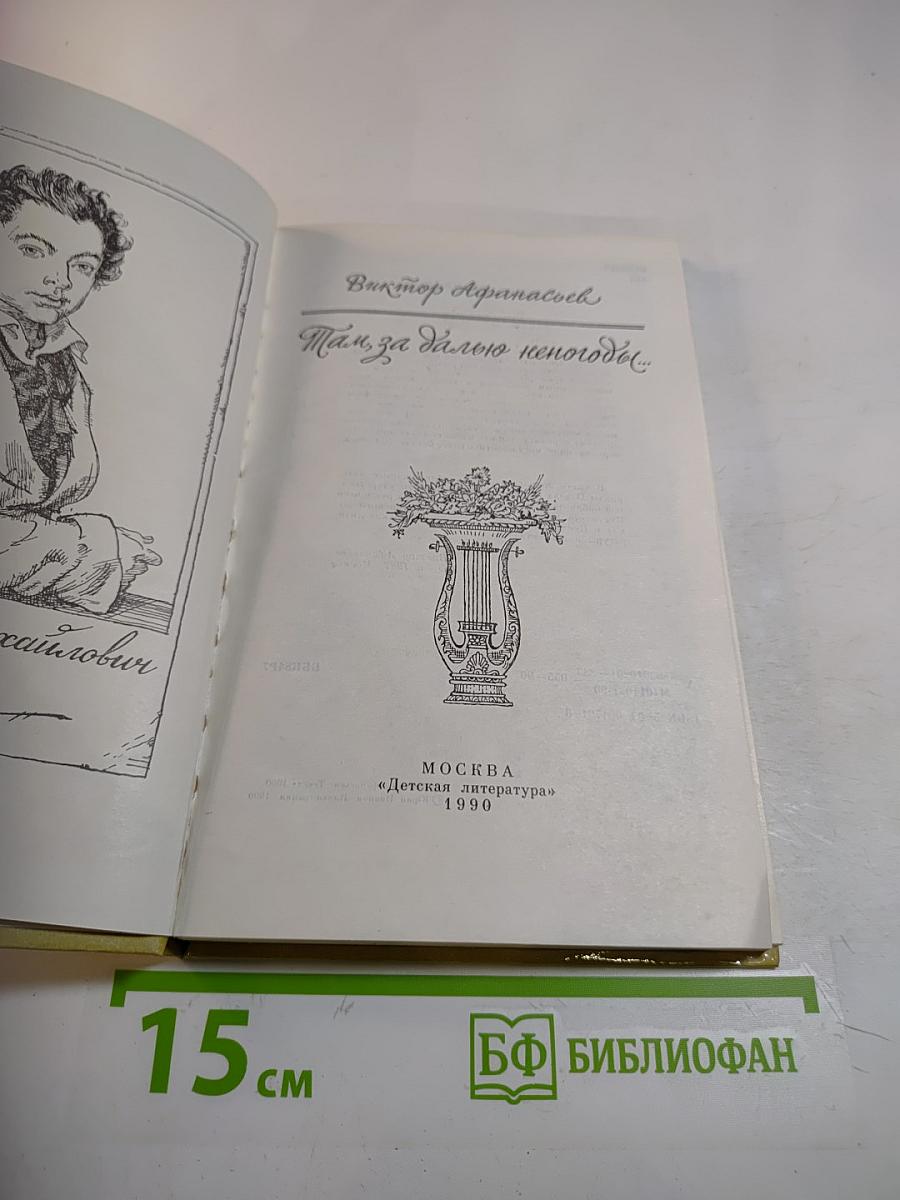 хайлович
Виктор Афанасьев
Там, за далью непогоды...
МОСКВА
«Детская литература»
1990
15 см
БФ БИБЛИОФАН